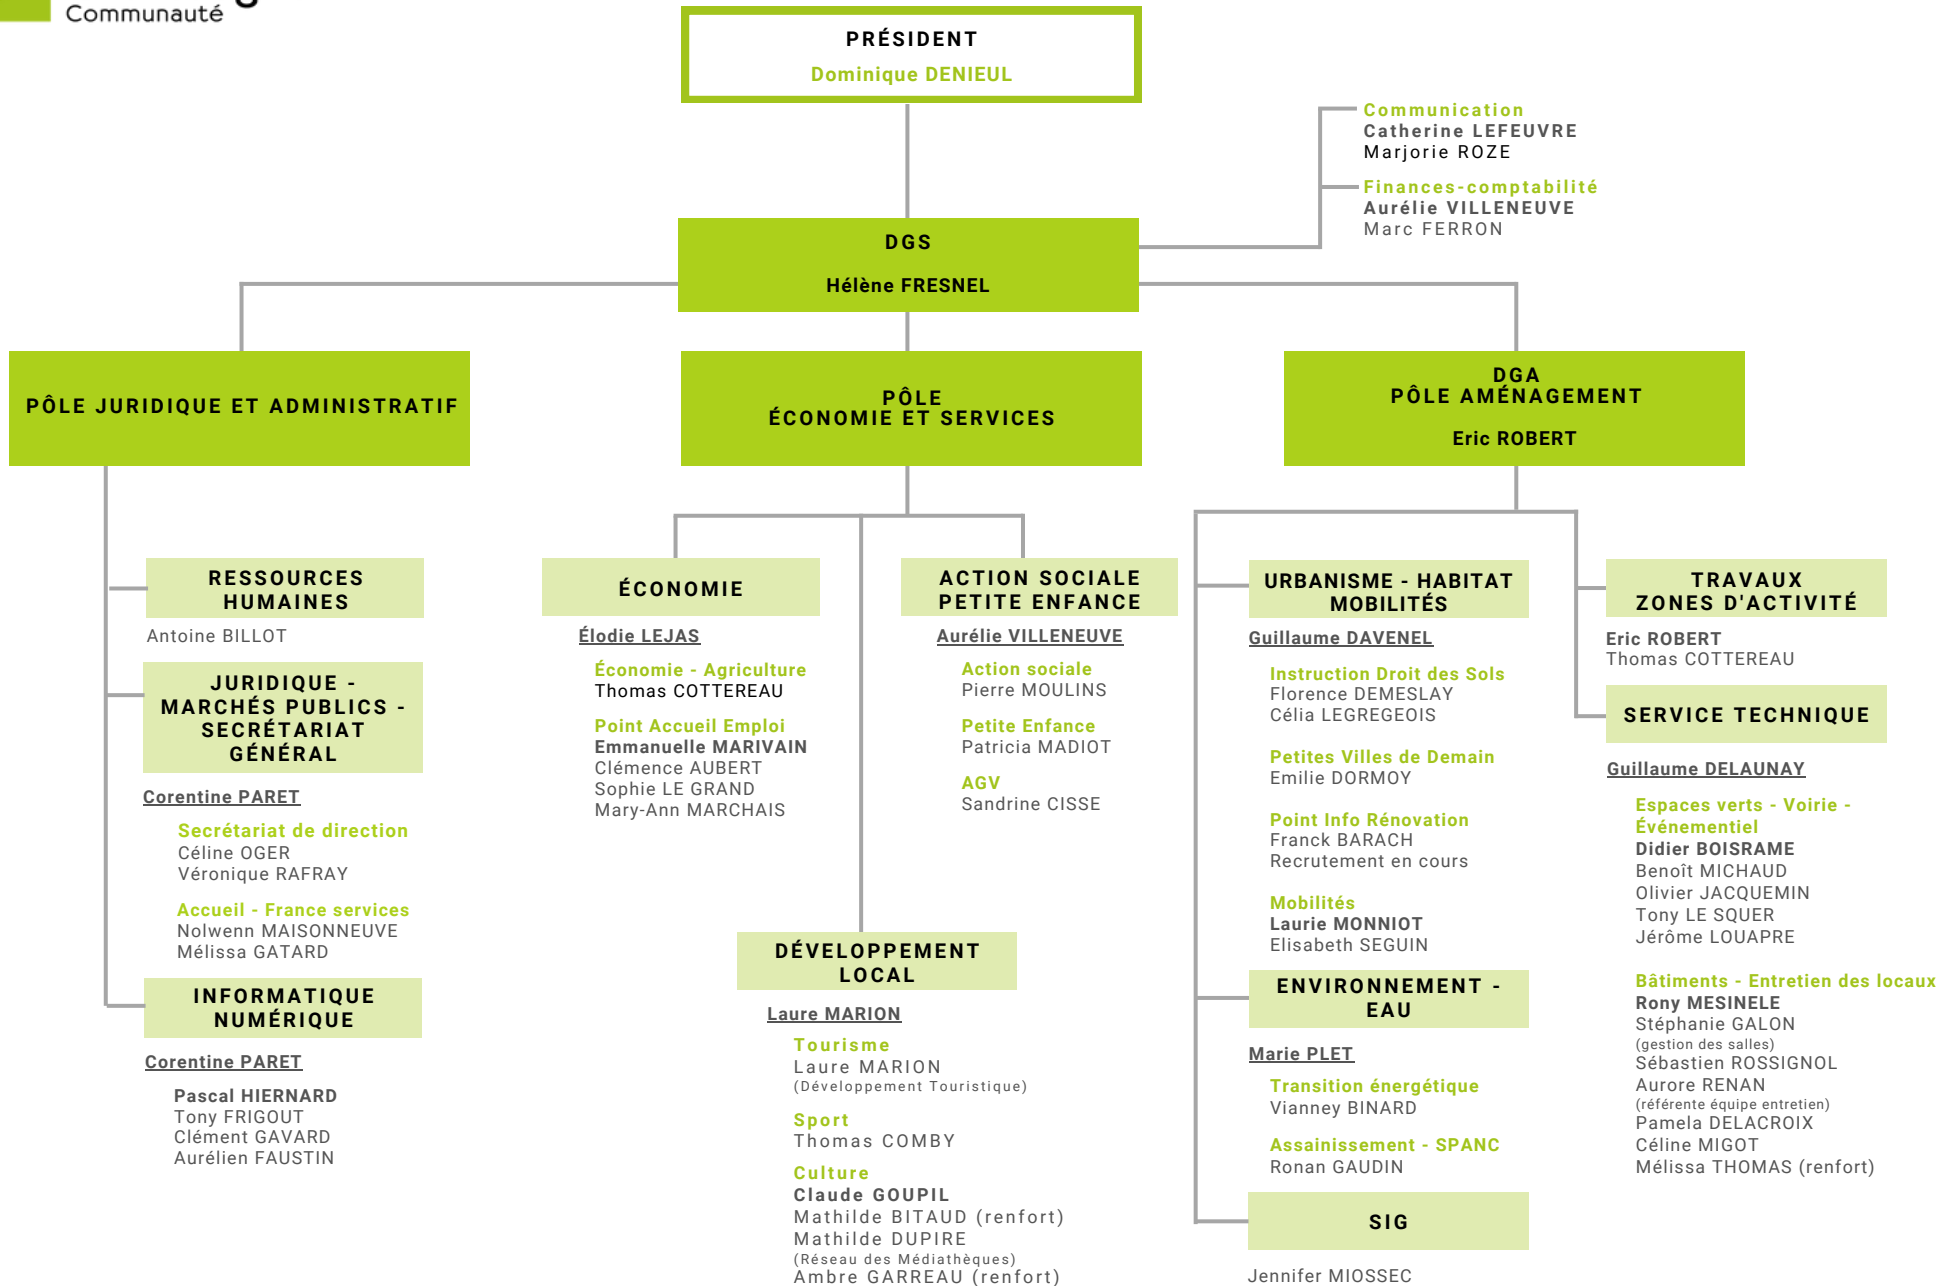 Communauté
PRÉSIDENT
Dominique DENIEUL
Communication
Catherine LEFEUVRE
Marjorie ROZE
Finances-comptabilité
Aurélie VILLENEUVE
Marc FERRON
DGS
Hélène FRESNEL
PÔLE JURIDIQUE ET ADMINISTRATIF
PÔLE
ÉCONOMIE ET SERVICES
DGA
PÔLE AMÉNAGEMENT
Eric ROBERT
RESSOURCES
HUMAINES
Antoine BILLOT
JURIDIQUE -
MARCHÉS PUBLICS -
SECRÉTARIAT
GÉNÉRAL
Corentine PARET
Secrétariat de direction
Céline OGER
Véronique RAFRAY
Accueil - France services
Nolwenn MAISONNEUVE
Mélissa GATARD
INFORMATIQUE
NUMÉRIQUE
Corentine PARET
Pascal HIERNARD
Tony FRIGOUT
Clément GAVARD
Aurélien FAUSTIN
ÉCONOMIE
Élodie LEJAS
Économie - Agriculture
Thomas COTTEREAU
Point Accueil Emploi
Emmanuelle MARIVAIN
Clémence AUBERT
Sophie LE GRAND
Mary-Ann MARCHAIS
ACTION SOCIALE
PETITE ENFANCE
Aurélie VILLENEUVE
Action sociale
Pierre MOULINS
Petite Enfance
Patricia MADIOT
AGV
Sandrine CISSE
DÉVELOPPEMENT
LOCAL
Laure MARION
Tourisme
Laure MARION
(Développement Touristique)
Sport
Thomas COMBY
Culture
Claude GOUPIL
Mathilde BITAUD (renfort)
Mathilde DUPIRE
(Réseau des Médiathèques)
Ambre GARREAU (renfort)
URBANISME - HABITAT
MOBILITÉS
Guillaume DAVENEL
Instruction Droit des Sols
Florence DEMESLAY
Célia LEGREGEOIS
Petites Villes de Demain
Emilie DORMOY
Point Info Rénovation
Franck BARACH
Recrutement en cours
Mobilités
Laurie MONNIOT
Elisabeth SEGUIN
ENVIRONNEMENT -
EAU
Marie PLET
Transition énergétique
Vianney BINARD
Assainissement - SPANC
Ronan GAUDIN
SIG
Jennifer MIOSSEC
TRAVAUX
ZONES D'ACTIVITÉ
Eric ROBERT
Thomas COTTEREAU
SERVICE TECHNIQUE
Guillaume DELAUNAY
Espaces verts - Voirie -
Événementiel
Didier BOISRAME
Benoît MICHAUD
Olivier JACQUEMIN
Tony LE SQUER
Jérôme LOUAPRE
Bâtiments - Entretien des locaux
Rony MESINELE
Stéphanie GALON
(gestion des salles)
Sébastien ROSSIGNOL
Aurore RENAN
(référente équipe entretien)
Pamela DELACROIX
Céline MIGOT
Mélissa THOMAS (renfort)